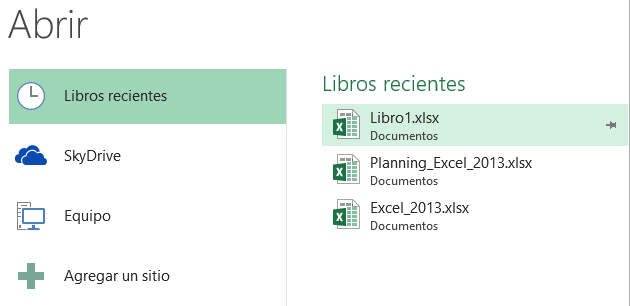 Abrir
Libros recientes
SkyDrive
Equipo
Agregar un sitio
Libros recientes
Libro1.xlsx
Documentos
Planning_Excel_2013.xlsx
Documentos
Excel_2013.xlsx
Documentos